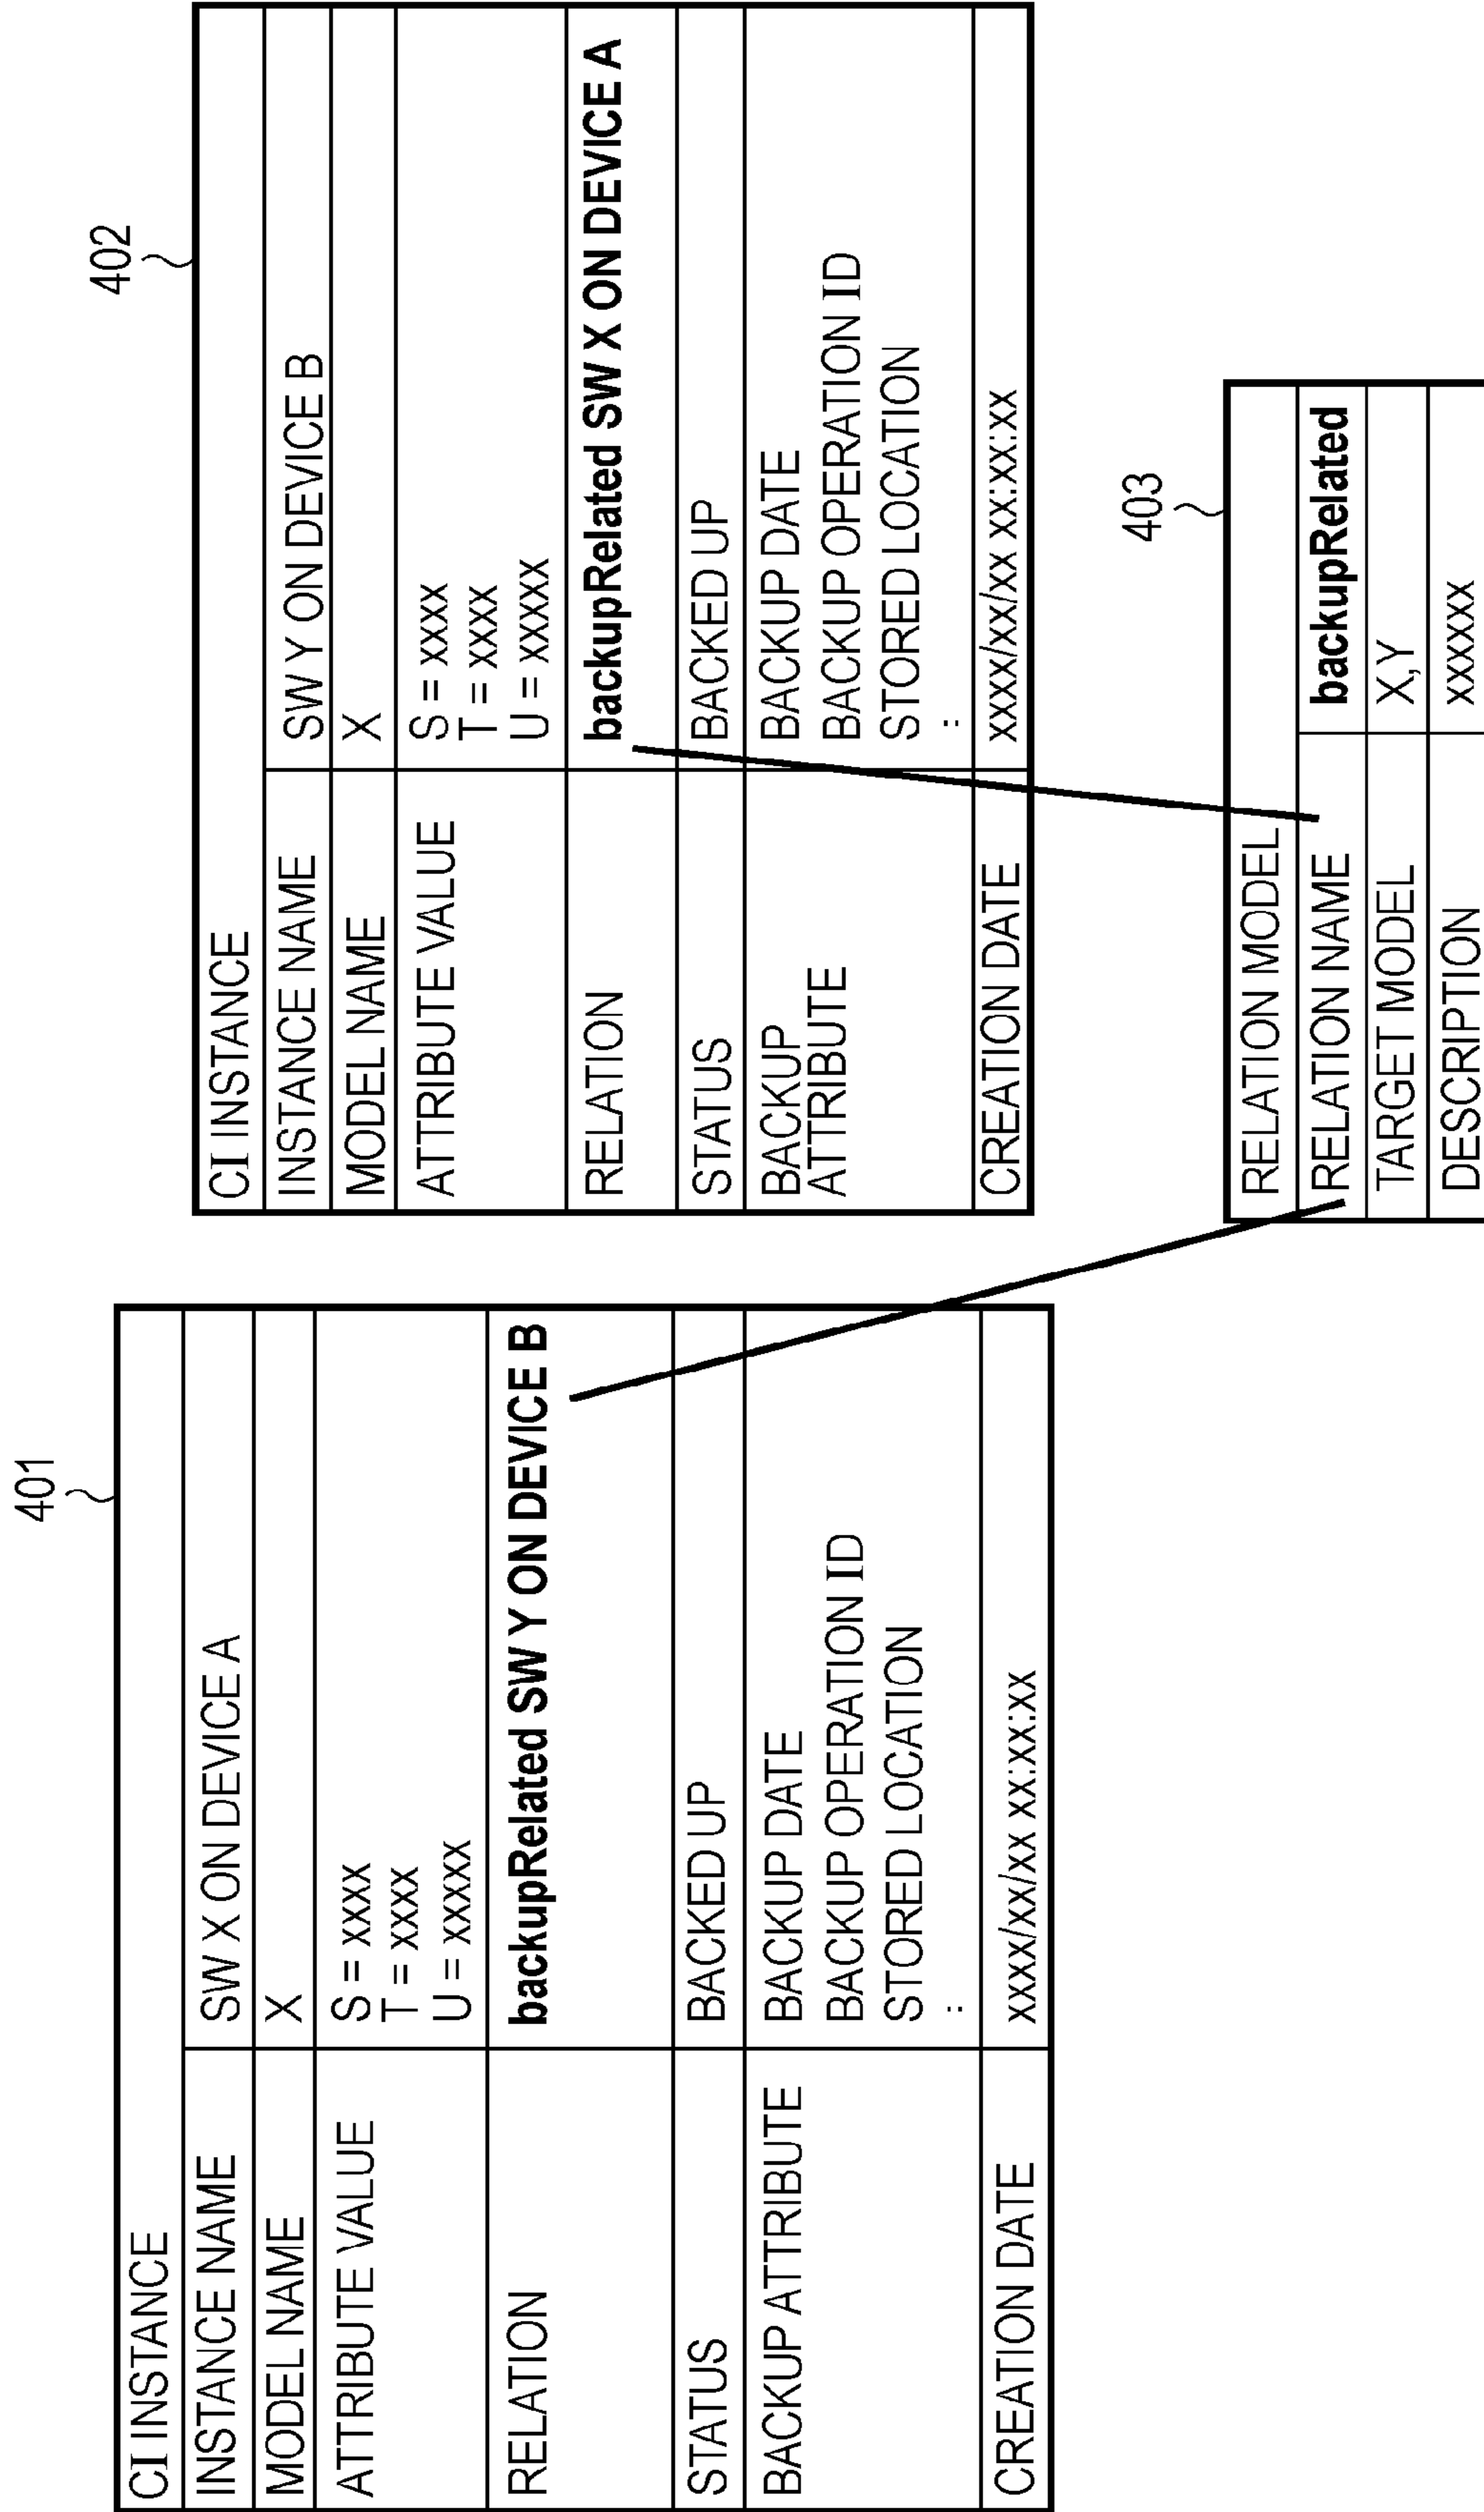 401
CI INSTANCE
INSTANCE NAME SW X ON DEVICE A
MODEL NAME X
ATTRIBUTE VALUE S = xxxx
T = xxxx
U = xxxxx
RELATION backupRelated SW Y ON DEVICE B
STATUS BACKED UP
BACKUP ATTRIBUTE BACKUP DATE
BACKUP OPERATION ID
STORED LOCATION
:
CREATION DATE xxxx/xx/xx xx:xx:xx
402
CI INSTANCE
INSTANCE NAME SW Y ON DEVICE B
MODEL NAME X
ATTRIBUTE VALUE S = xxxx
T = xxxx
U = xxxxx
RELATION backupRelated SW X ON DEVICE A
STATUS BACKED UP
BACKUP BACKUP DATE
ATTRIBUTE BACKUP OPERATION ID
STORED LOCATION
:
CREATION DATE xxxx/xx/xx xx:xx:xx
403
RELATION MODEL
RELATION NAME backupRelated
TARGET MODEL X,Y
DESCRIPTION xxxxxx